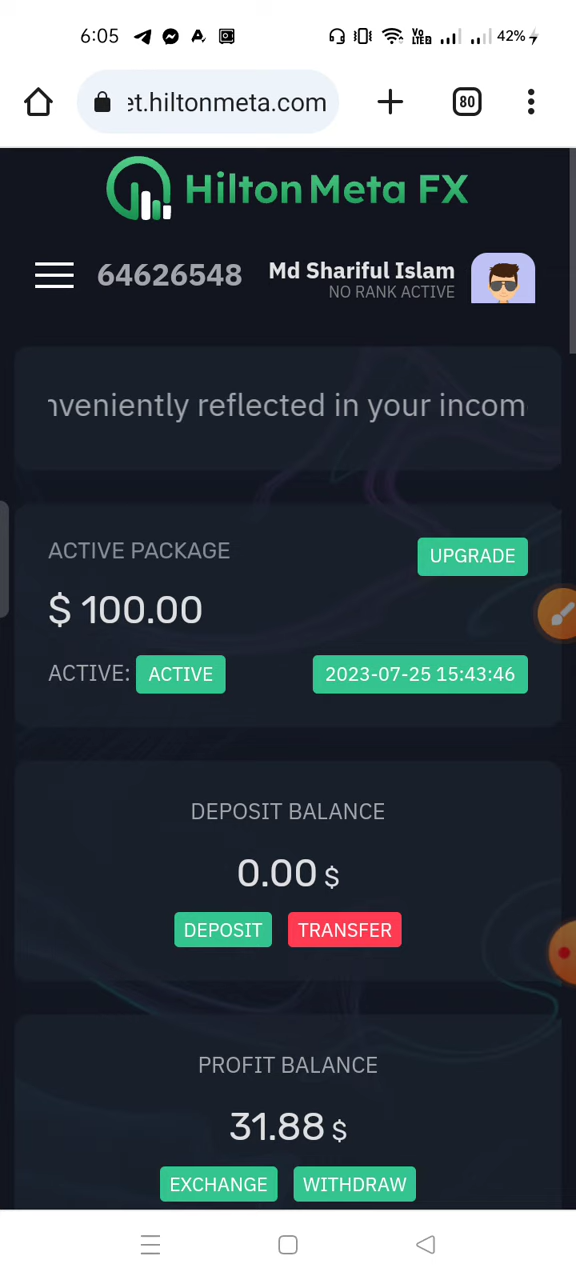 6:05 42%
et.hiltonmeta.com 80
Hilton Meta FX
64626548 Md Shariful Islam
NO RANK ACTIVE
nveniently reflected in your incom
ACTIVE PACKAGE UPGRADE
$ 100.00
ACTIVE: ACTIVE 2023-07-25 15:43:46
DEPOSIT BALANCE
0.00 $
DEPOSIT TRANSFER
PROFIT BALANCE
31.88 $
EXCHANGE WITHDRAW